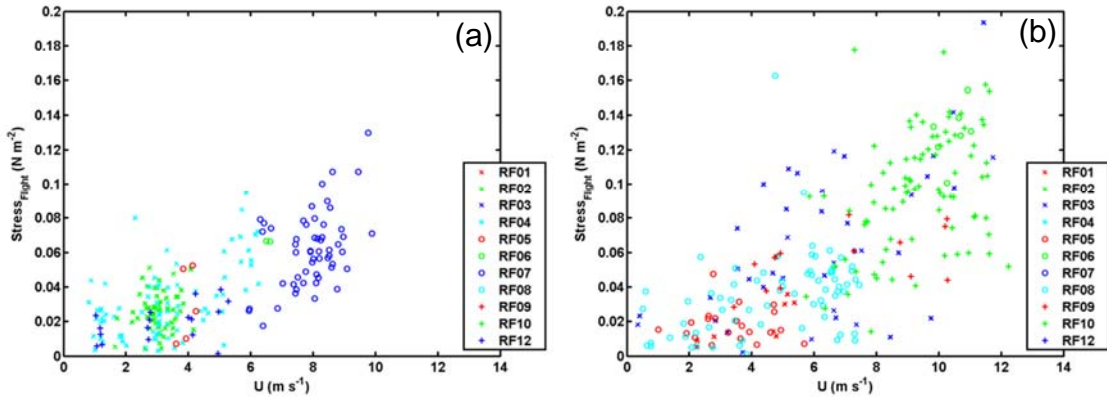 (a)
0.2
0.18
0.16
0.14
0.12
0.1
0.08
0.06
0.04
0.02
0
Stress_Flight (N m⁻²)
0 2 4 6 8 10 12 14
U (m s⁻¹)
RF01
RF02
RF03
RF04
RF05
RF06
RF07
RF08
RF09
RF10
RF12
(b)
0.2
0.18
0.16
0.14
0.12
0.1
0.08
0.06
0.04
0.02
0
Stress_Flight (N m⁻²)
0 2 4 6 8 10 12 14
U (m s⁻¹)
RF01
RF02
RF03
RF04
RF05
RF06
RF07
RF08
RF09
RF10
RF12